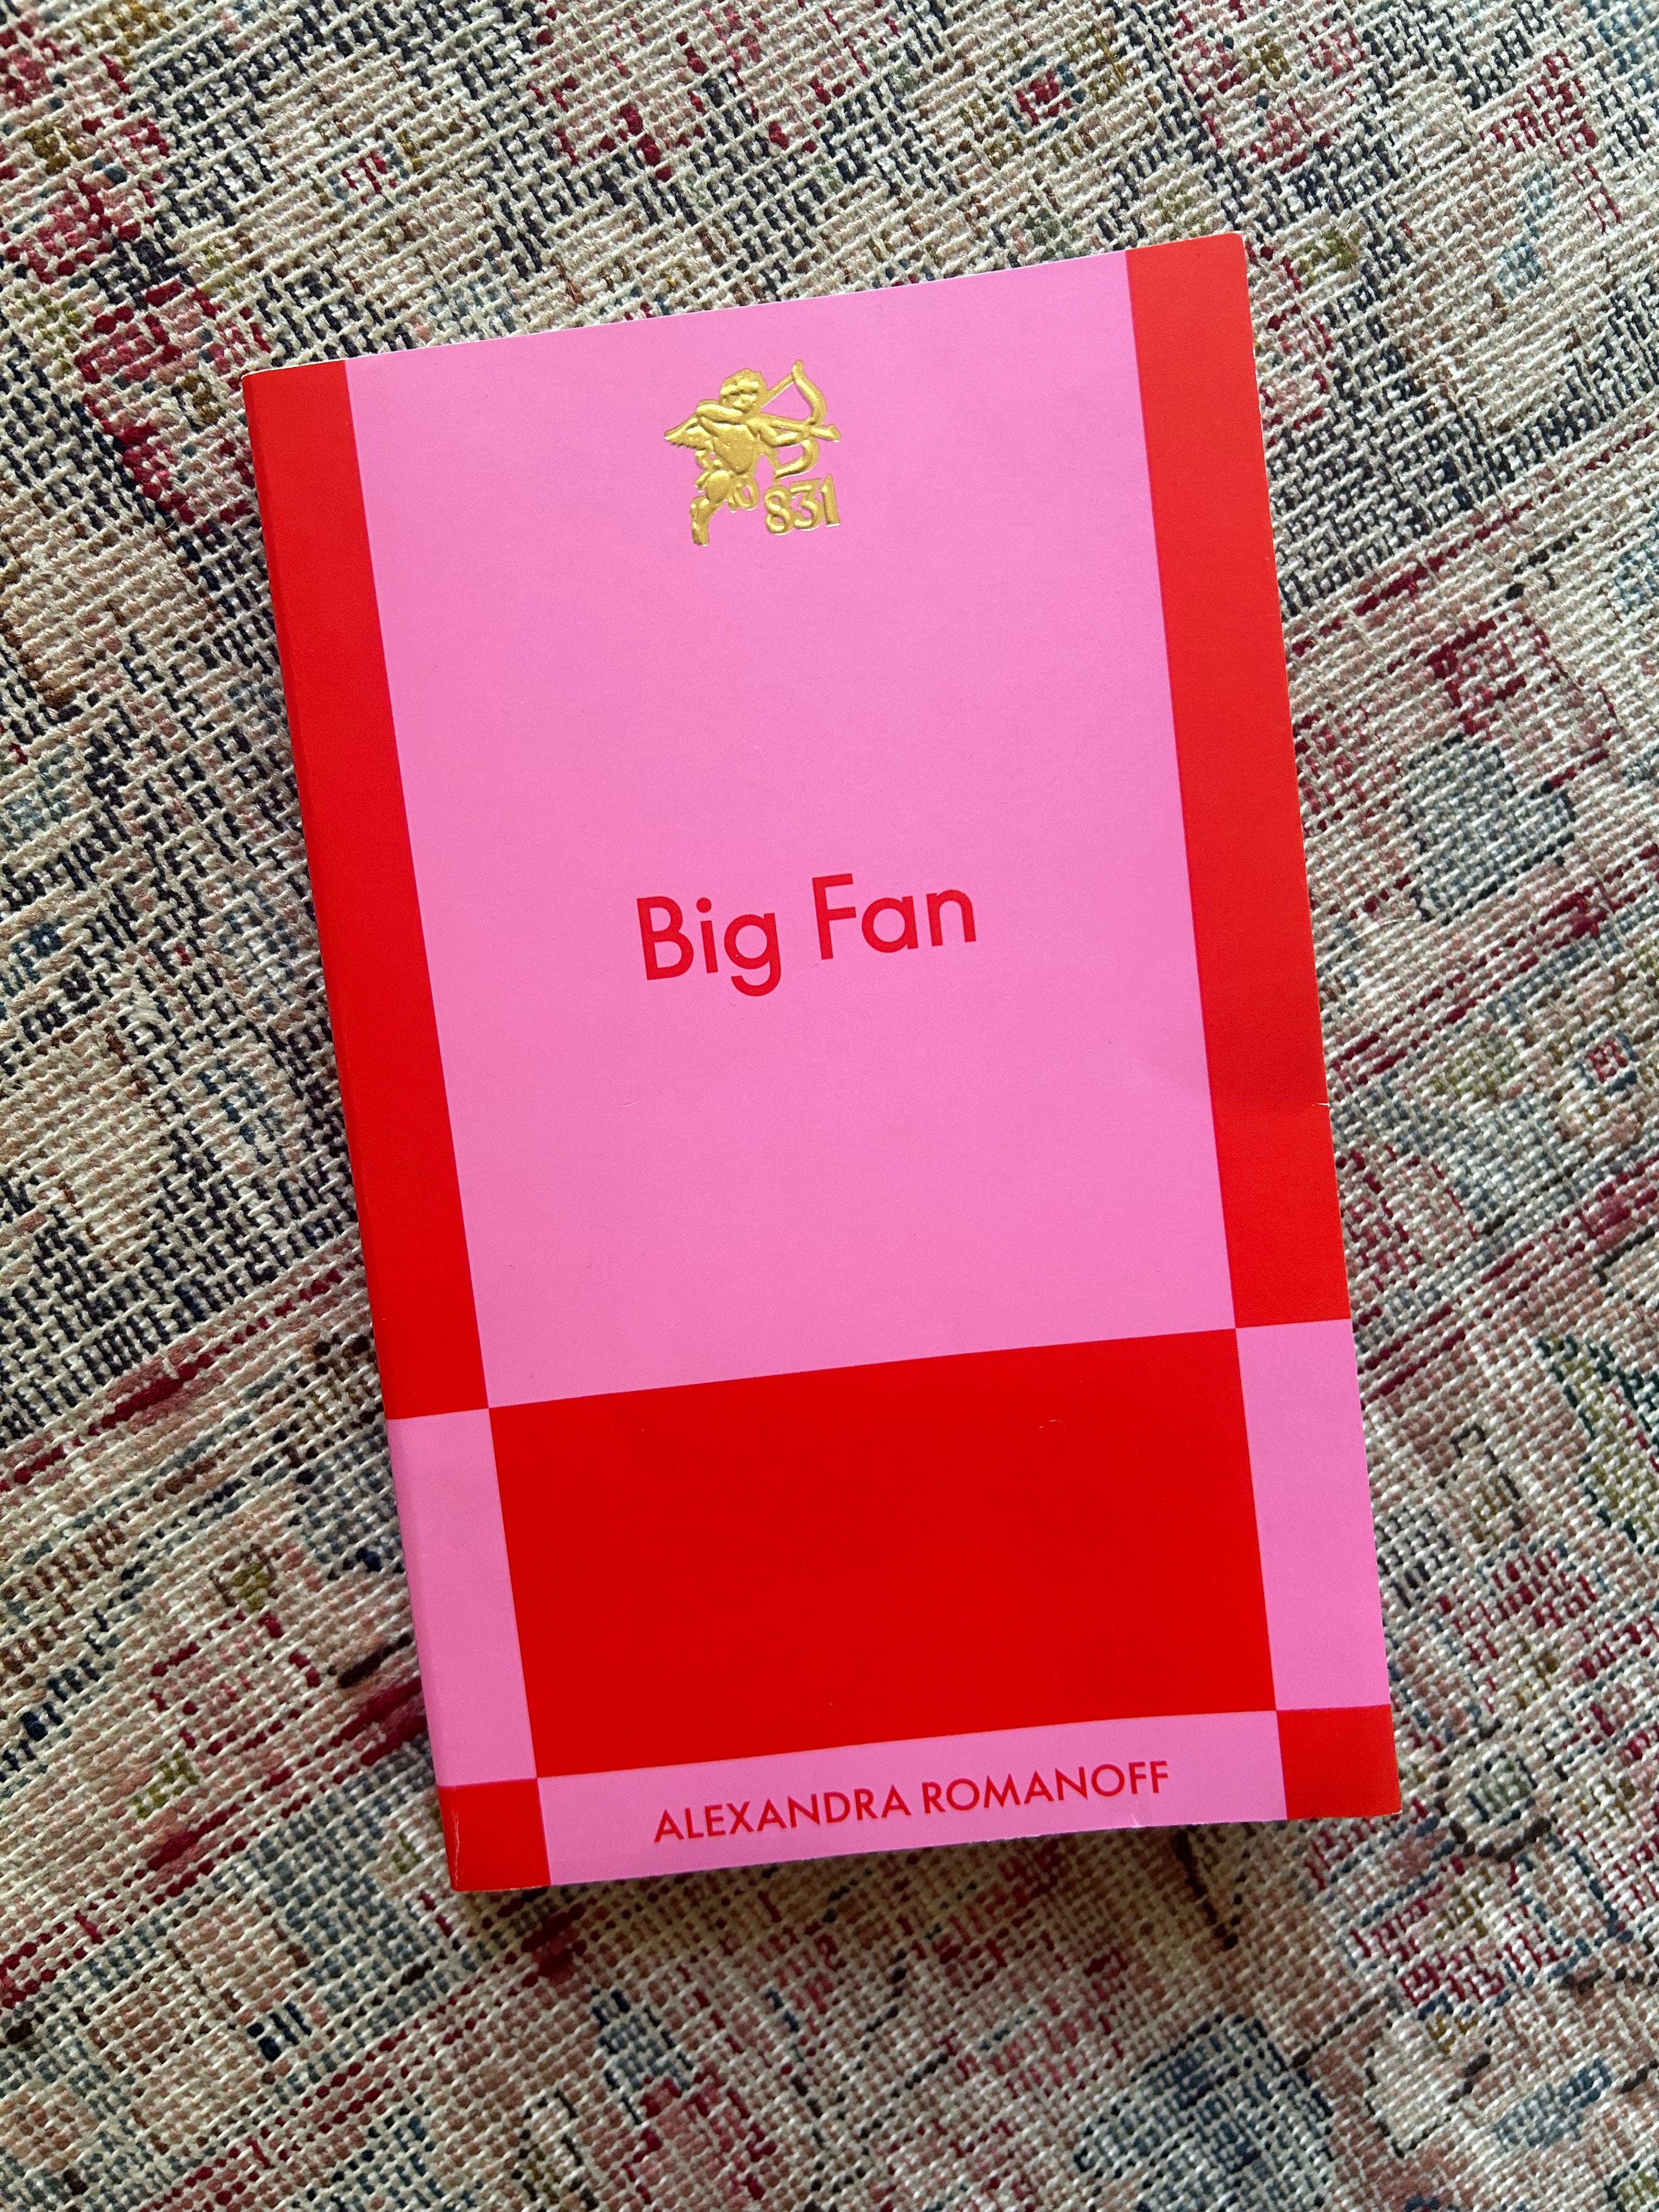 831
Big Fan
ALEXANDRA ROMANOFF